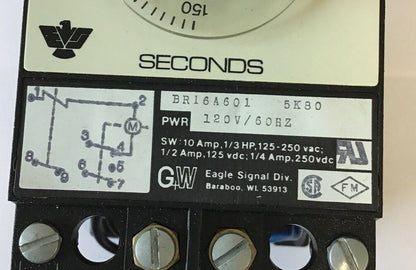 150
SECONDS
1
2
M
3
4
5
6
7
8
9
BR16A601 5K80
PWR 120V/60HZ
SW: 10 Amp, 1/3 HP, 125-250 vac;
1/2 Amp, 125 vdc; 1/4 Amp, 250vdc
G+W Eagle Signal Div.
Baraboo, WI. 53913
SA
FM